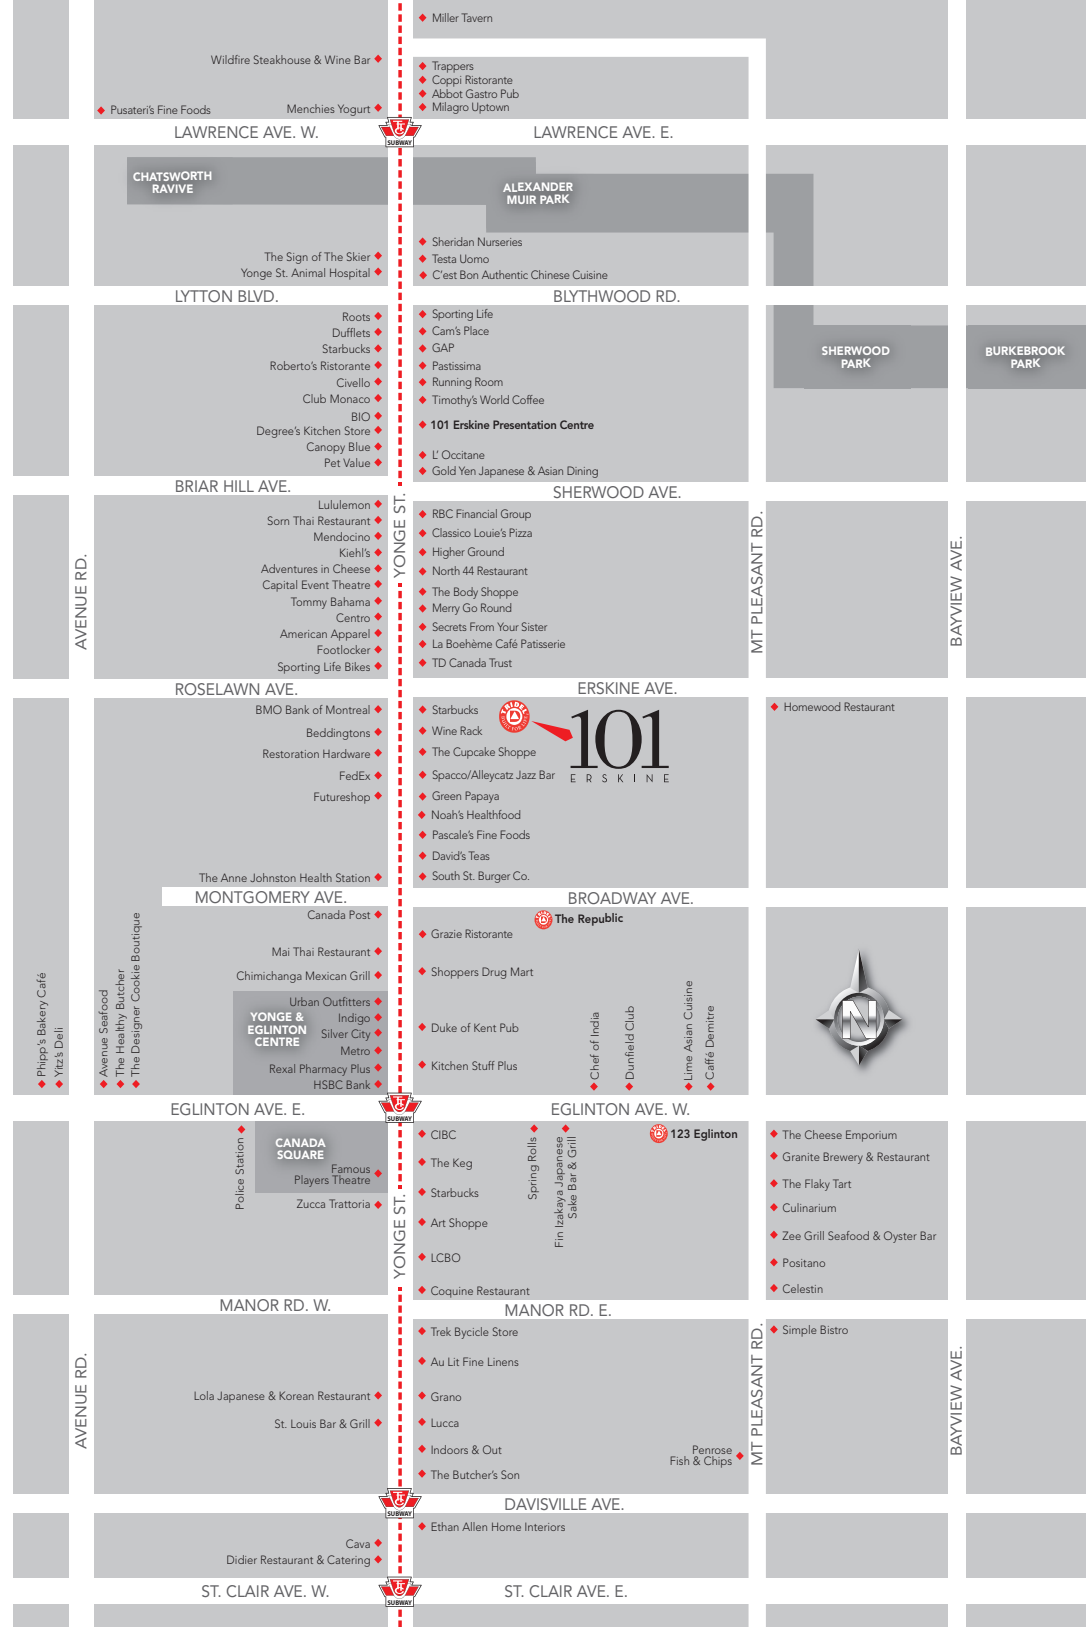 Miller Tavern
Wildfire Steakhouse & Wine Bar
Trappers
Coppi Ristorante
Abbot Gastro Pub
Milagro Uptown
Pusateri's Fine Foods
Menchies Yogurt
LAWRENCE AVE. W.
SUBWAY
LAWRENCE AVE. E.
CHATSWORTH
RAVIVE
ALEXANDER
MUIR PARK
Sheridan Nurseries
Testa Uomo
C'est Bon Authentic Chinese Cuisine
The Sign of The Skier
Yonge St. Animal Hospital
LYTTON BLVD.
BLYTHWOOD RD.
Roots
Dufflets
Starbucks
Roberto's Ristorante
Civello
Club Monaco
BIO
Degree's Kitchen Store
Canopy Blue
Pet Value
Sporting Life
Cam's Place
GAP
Pastissima
Running Room
Timothy's World Coffee
101 Erskine Presentation Centre
L' Occitane
Gold Yen Japanese & Asian Dining
SHERWOOD
PARK
BURKEBROOK
PARK
BRIAR HILL AVE.
SHERWOOD AVE.
YONGE ST.
AVENUE RD.
MT PLEASANT RD.
BAYVIEW AVE.
Lululemon
Sorn Thai Restaurant
Mendocino
Kiehl's
Adventures in Cheese
Capital Event Theatre
Tommy Bahama
Centro
American Apparel
Footlocker
Sporting Life Bikes
RBC Financial Group
Classico Louie's Pizza
Higher Ground
North 44 Restaurant
The Body Shoppe
Merry Go Round
Secrets From Your Sister
La Boehème Café Patisserie
TD Canada Trust
ROSELAWN AVE.
ERSKINE AVE.
BMO Bank of Montreal
Beddingtons
Restoration Hardware
FedEx
Futureshop
The Anne Johnston Health Station
Starbucks
Wine Rack
The Cupcake Shoppe
Spacco/Alleycatz Jazz Bar
Green Papaya
Noah's Healthfood
Pascale's Fine Foods
David's Teas
South St. Burger Co.
TRIDEL
101
ERSKINE
Homewood Restaurant
MONTGOMERY AVE.
BROADWAY AVE.
Canada Post
Mai Thai Restaurant
Chimichanga Mexican Grill
YONGE &
EGLINTON
CENTRE
Urban Outfitters
Indigo
Silver City
Metro
Rexal Pharmacy Plus
HSBC Bank
Phipp's Bakery Café
Yitz's Deli
Avenue Seafood
The Healthy Butcher
The Designer Cookie Boutique
The Republic
Grazie Ristorante
Shoppers Drug Mart
Duke of Kent Pub
Kitchen Stuff Plus
Chef of India
Dunfield Club
Lime Asian Cuisine
Caffé Demitre
N
EGLINTON AVE. E.
SUBWAY
EGLINTON AVE. W.
Police Station
CANADA
SQUARE
Famous
Players Theatre
Zucca Trattoria
YONGE ST.
CIBC
The Keg
Starbucks
Art Shoppe
LCBO
Coquine Restaurant
Spring Rolls
Fin Izakaya Japanese
Sake Bar & Grill
123 Eglinton
The Cheese Emporium
Granite Brewery & Restaurant
The Flaky Tart
Culinarium
Zee Grill Seafood & Oyster Bar
Positano
Celestin
MANOR RD. W.
MANOR RD. E.
AVENUE RD.
Lola Japanese & Korean Restaurant
St. Louis Bar & Grill
Trek Bycicle Store
Au Lit Fine Linens
Grano
Lucca
Indoors & Out
The Butcher's Son
Penrose
Fish & Chips
MT PLEASANT RD.
Simple Bistro
BAYVIEW AVE.
SUBWAY
DAVISVILLE AVE.
Ethan Allen Home Interiors
Cava
Didier Restaurant & Catering
ST. CLAIR AVE. W.
SUBWAY
ST. CLAIR AVE. E.